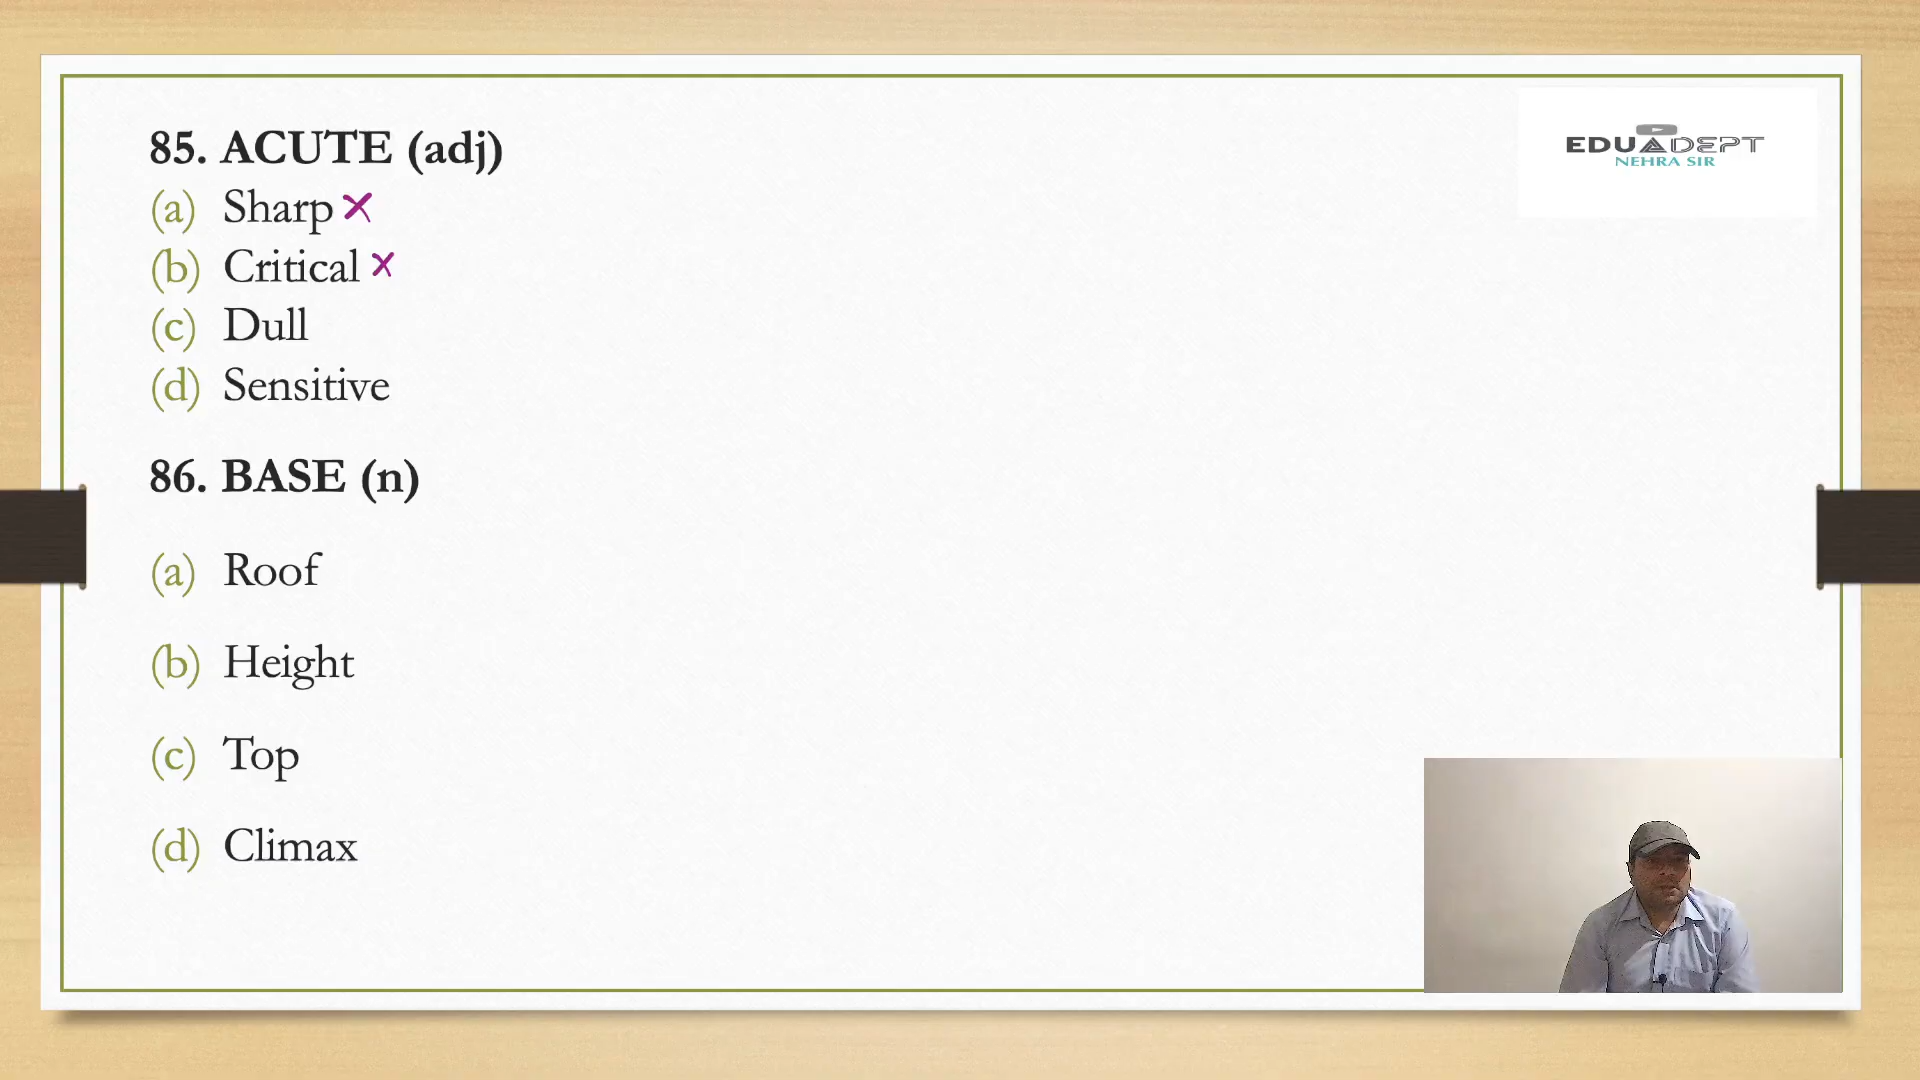 85. ACUTE (adj)
(a) Sharp
(b) Critical
(c) Dull
(d) Sensitive
86. BASE (n)
(a) Roof
(b) Height
(c) Top
(d) Climax
EDUADEPT
NEHRA SIR